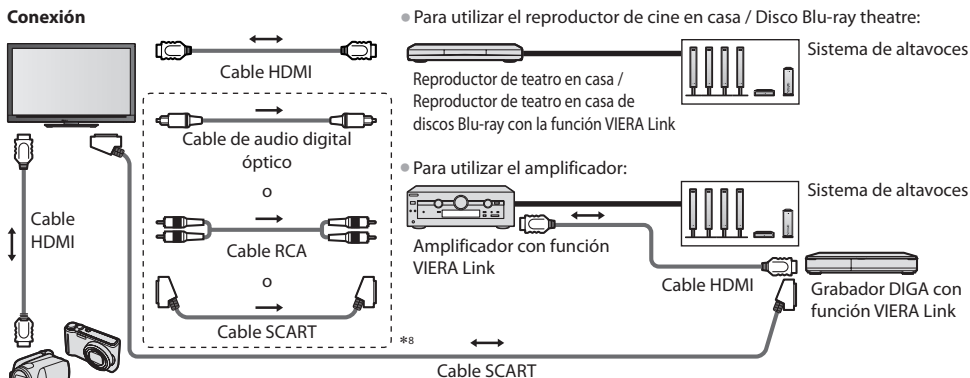 Conexión
Cable HDMI
Cable de audio digital
óptico
o
Cable RCA
o
Cable SCART
Cable
HDMI
Para utilizar el reproductor de cine en casa / Disco Blu-ray theatre:
Sistema de altavoces
Reproductor de teatro en casa /
Reproductor de teatro en casa de
discos Blu-ray con la función VIERA Link
Para utilizar el amplificador:
Sistema de altavoces
Amplificador con función
VIERA Link
Cable HDMI
Grabador DIGA con
función VIERA Link
*8
Cable SCART